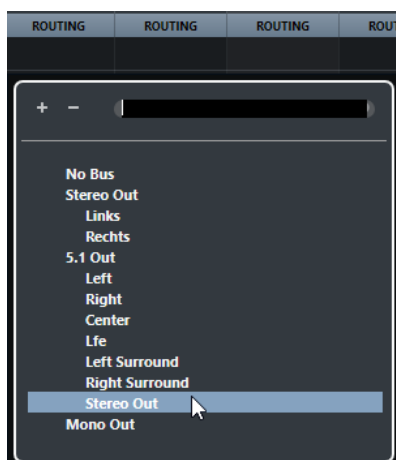 ROUTING ROUTING ROUTING ROU
+ −
No Bus
Stereo Out
Links
Rechts
5.1 Out
Left
Right
Center
Lfe
Left Surround
Right Surround
Stereo Out
Mono Out